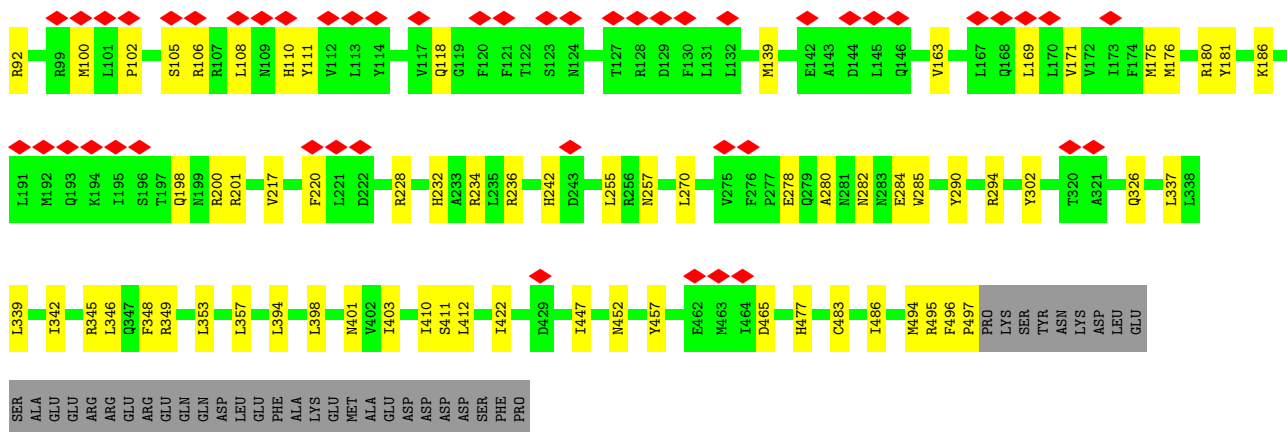 R92 R99 M100 L101 P102 S105 R106 R107 L108 N109 H110 Y111 V112 L113 Y114 V117 Q118 G119 F120 F121 T122 S123 N124 T127 R128 D129 F130 L131 L132 M139 E142 A143 D144 L145 Q146 V163 L167 Q168 L169 L170 V171 V172 I173 F174 M175 M176 R180 Y181 K186
L191 M192 Q193 K194 I195 S196 T197 Q198 N199 R200 R201 V217 F220 L221 D222 R228 H232 A233 R234 L235 R236 H242 D243 L255 R256 N257 L270 V275 F276 P277 E278 Q279 A280 N281 N282 N283 E284 W285 Y290 R294 Y302 T320 A321 Q326 L337 L338
L339 I342 R345 L346 Q347 F348 R349 L353 L357 L394 L398 N401 V402 I403 I410 S411 L412 I422 D429 I447 N452 Y457 E462 M463 I464 D465 H477 C483 I486 M494 R495 F496 P497 PRO LYS SER TYR ASN LYS ASP LEU GLU
SER ALA GLU GLU ARG ARG GLU ARG GLU GLN GLN ASP LEU GLU PHE ALA LYS GLU MET ALA GLU ASP ASP ASP ASP SER PHE PRO